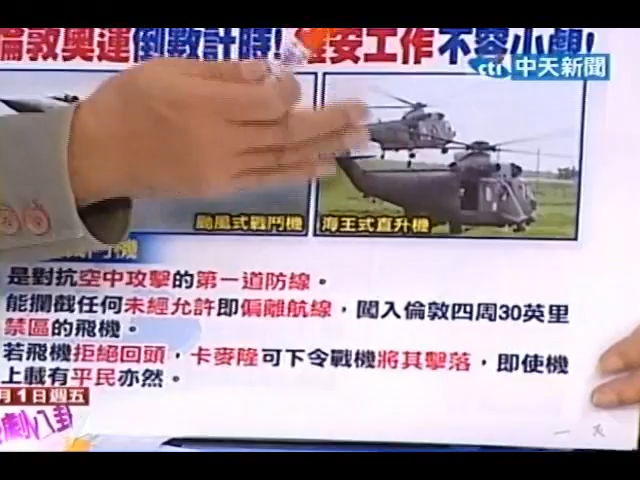 倫敦奧運倒數計時! 維安工作不容小覷!
cti 中天新聞
颱風式戰鬥機
海王式直升機
是對抗空中攻擊的第一道防線。
能攔截任何未經允許即偏離航線，闖入倫敦四周30英里
禁區的飛機。
若飛機拒絕回頭，卡麥隆可下令戰機將其擊落，即使機
上載有平民亦然。
月1日週五
八卦